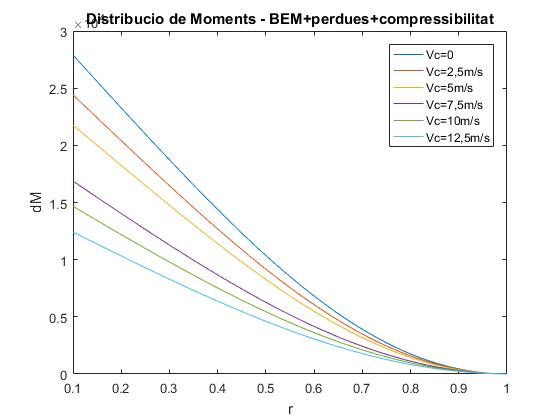 Distribucio de Moments - BEM+perdues+compressibilitat
× 10
3
2.5
2
1.5
1
0.5
0
dM
Vc=0
Vc=2,5m/s
Vc=5m/s
Vc=7,5m/s
Vc=10m/s
Vc=12,5m/s
0.1 0.2 0.3 0.4 0.5 0.6 0.7 0.8 0.9 1
r